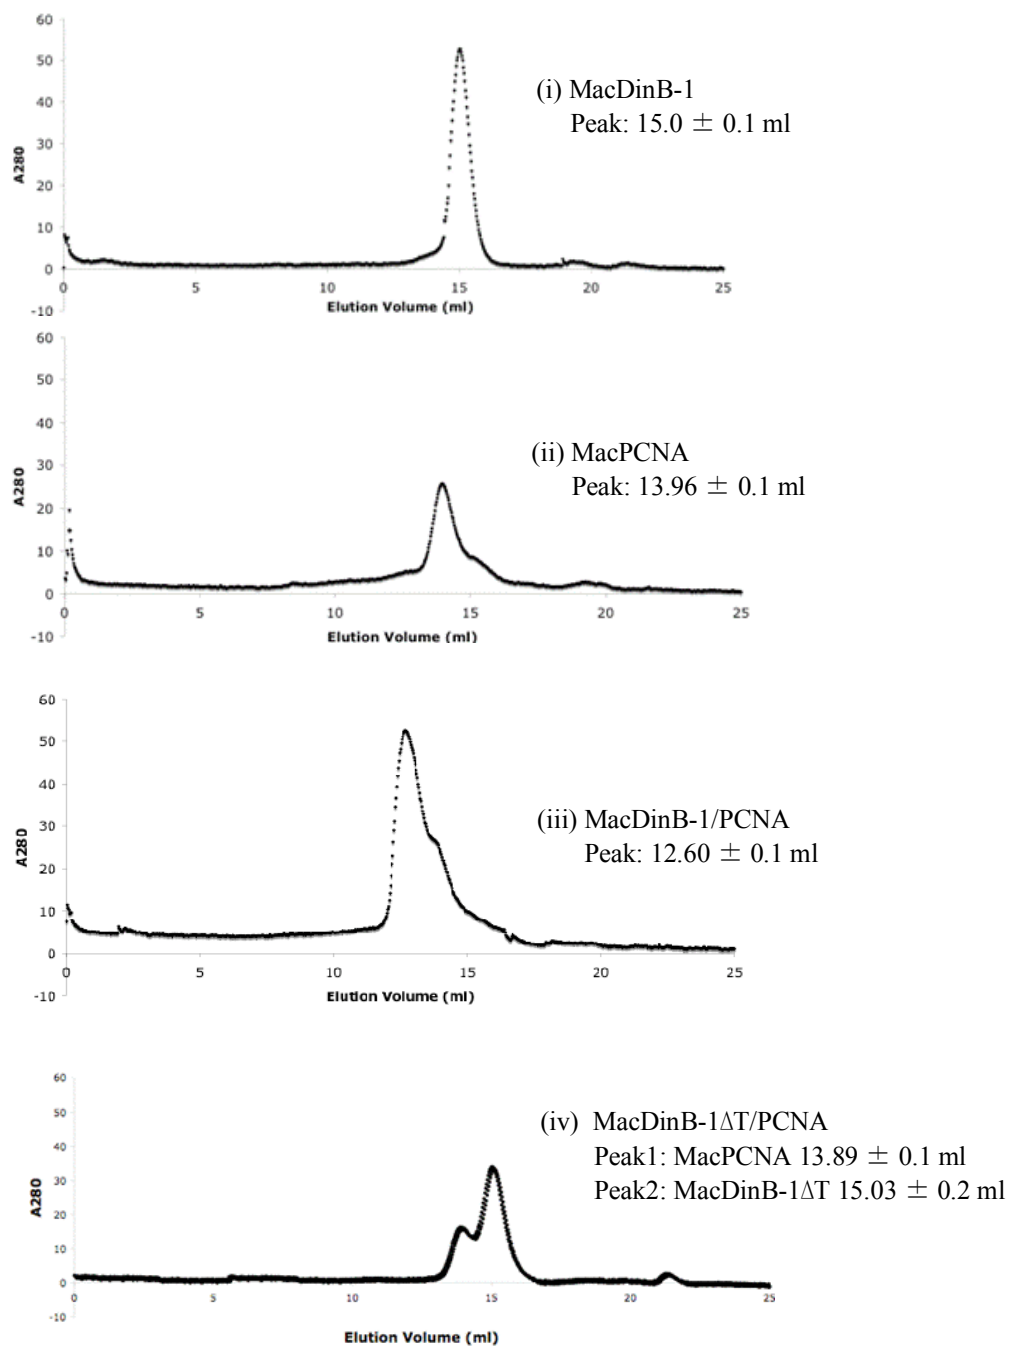 60
50
40
30
20
10
0
-10
A280
0 5 10 15 20 25
Elution Volume (ml)
(i) MacDinB-1
Peak: 15.0 ± 0.1 ml
60
50
40
30
20
10
0
-10
A280
0 5 10 15 20 25
Elution Volume (ml)
(ii) MacPCNA
Peak: 13.96 ± 0.1 ml
60
50
40
30
20
10
0
-10
A280
0 5 10 15 20 25
Elution Volume (ml)
(iii) MacDinB-1/PCNA
Peak: 12.60 ± 0.1 ml
60
50
40
30
20
10
0
-10
A280
0 5 10 15 20 25
Elution Volume (ml)
(iv) MacDinB-1ΔT/PCNA
Peak1: MacPCNA 13.89 ± 0.1 ml
Peak2: MacDinB-1ΔT 15.03 ± 0.2 ml